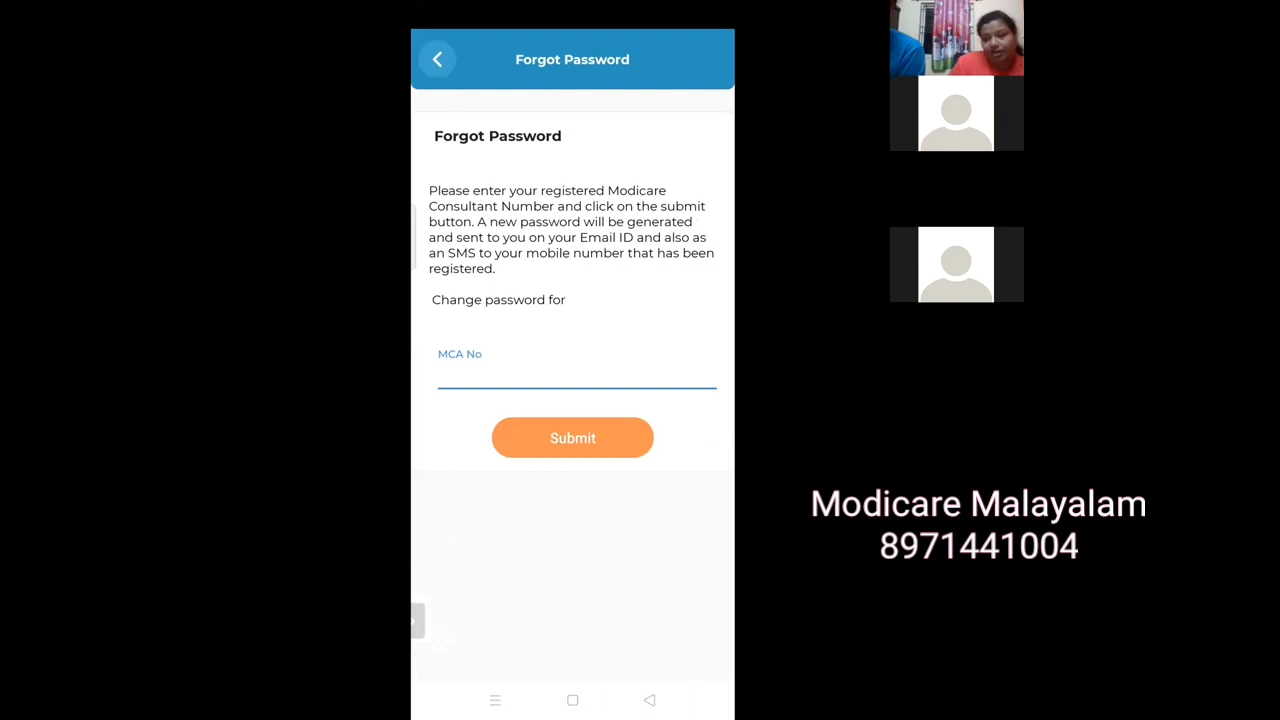 Forgot Password
Forgot Password
Please enter your registered Modicare
Consultant Number and click on the submit
button. A new password will be generated
and sent to you on your Email ID and also as
an SMS to your mobile number that has been
registered.
Change password for
MCA No
Submit
Modicare Malayalam
8971441004